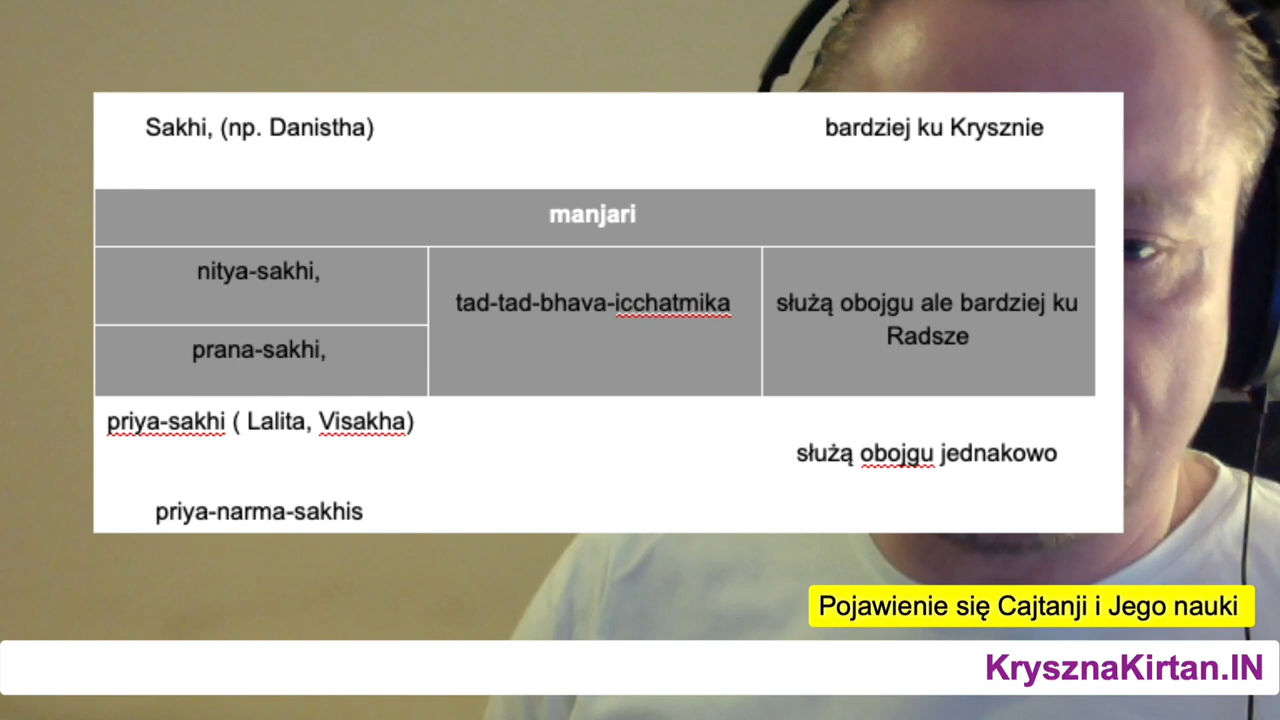 Sakhi, (np. Danistha)
bardziej ku Krysznie
manjari
nitya-sakhi,
tad-tad-bhava-icchatmika
służą obojgu ale bardziej ku
Radsze
prana-sakhi,
priya-sakhi ( Lalita, Visakha)
służą obojgu jednakowo
priya-narma-sakhis
Pojawienie się Cajtanji i Jego nauki
KrysznaKirtan.IN